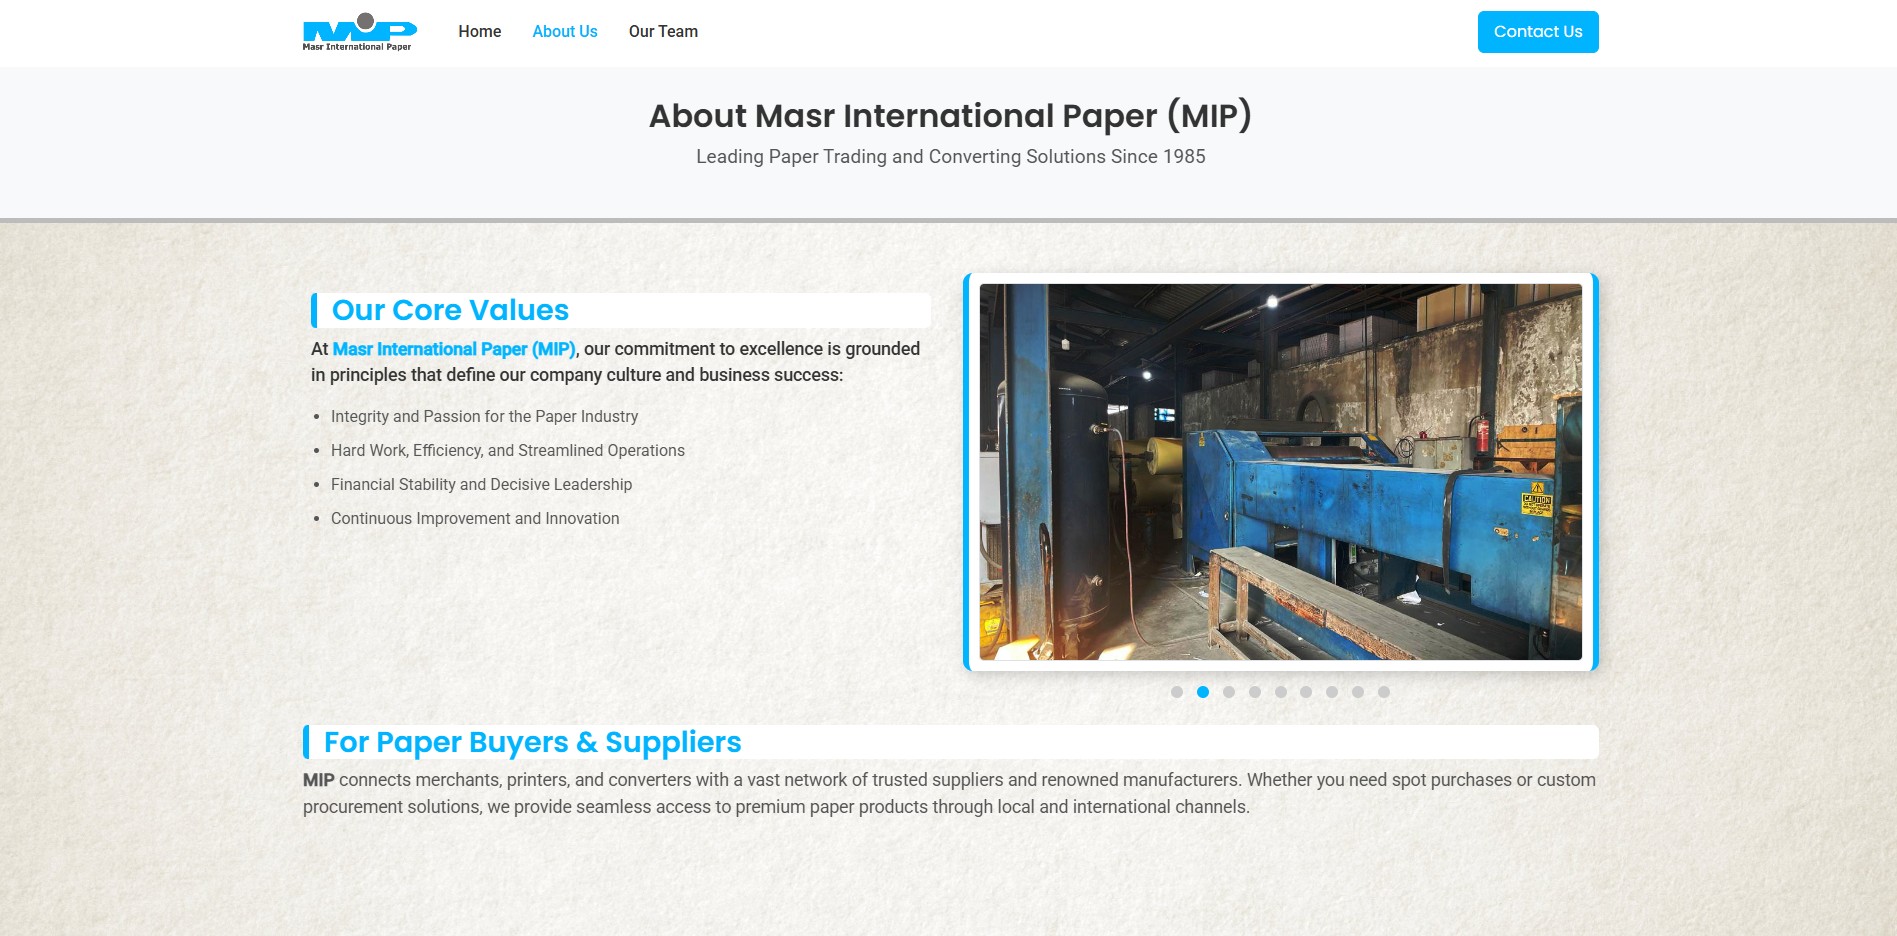 MIP
Masr International Paper
Home
About Us
Our Team
Contact Us
About Masr International Paper (MIP)
Leading Paper Trading and Converting Solutions Since 1985
Our Core Values
At Masr International Paper (MIP), our commitment to excellence is grounded
in principles that define our company culture and business success:
• Integrity and Passion for the Paper Industry
• Hard Work, Efficiency, and Streamlined Operations
• Financial Stability and Decisive Leadership
• Continuous Improvement and Innovation
CAUTION
For Paper Buyers & Suppliers
MIP connects merchants, printers, and converters with a vast network of trusted suppliers and renowned manufacturers. Whether you need spot purchases or custom
procurement solutions, we provide seamless access to premium paper products through local and international channels.